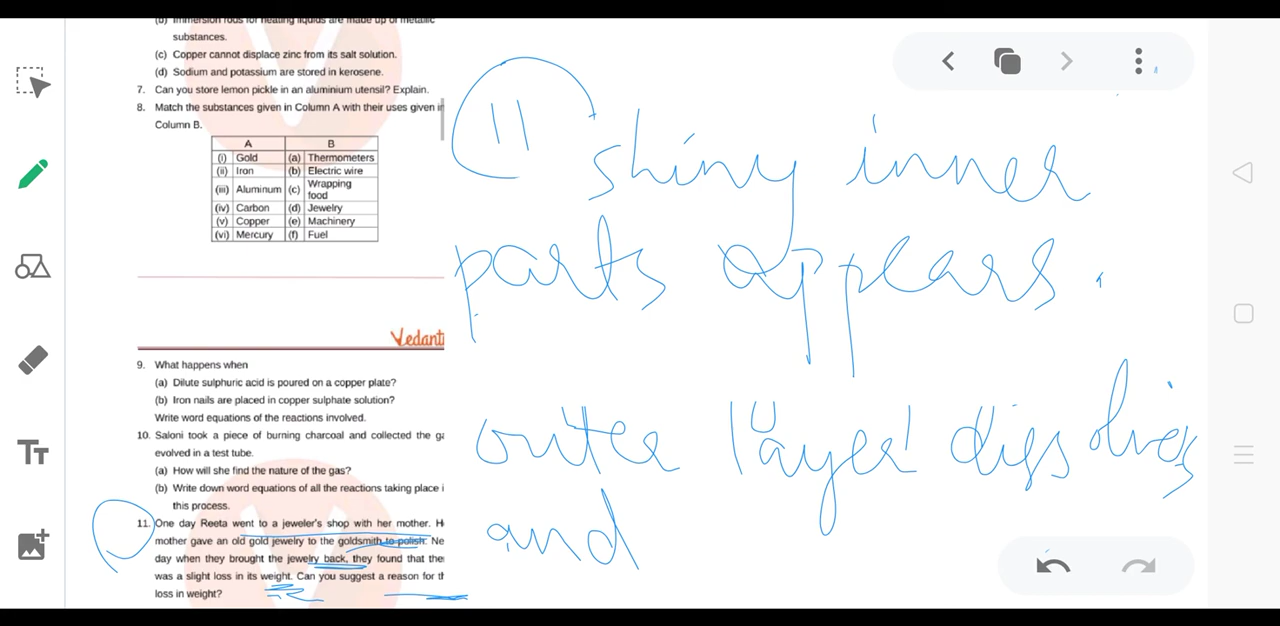 (b) Immersion rods for heating liquids are made up of metallic
substances.
(c) Copper cannot displace zinc from its salt solution.
(d) Sodium and potassium are stored in kerosene.
7. Can you store lemon pickle in an aluminium utensil? Explain.
8. Match the substances given in Column A with their uses given i
Column B.
A B
(i) Gold (a) Thermometers
(ii) Iron (b) Electric wire
(iii) Aluminum (c) Wrapping food
(iv) Carbon (d) Jewelry
(v) Copper (e) Machinery
(vi) Mercury (f) Fuel
Vedant
9. What happens when
(a) Dilute sulphuric acid is poured on a copper plate?
(b) Iron nails are placed in copper sulphate solution?
Write word equations of the reactions involved.
10. Saloni took a piece of burning charcoal and collected the ga
evolved in a test tube.
(a) How will she find the nature of the gas?
(b) Write down word equations of all the reactions taking place i
this process.
11. One day Reeta went to a jeweler's shop with her mother. H
mother gave an old gold jewelry to the goldsmith to polish. Ne
day when they brought the jewelry back, they found that the
was a slight loss in its weight. Can you suggest a reason for th
loss in weight?
11
shiny inner
parts appears.
outer layer dissolves
and
TT